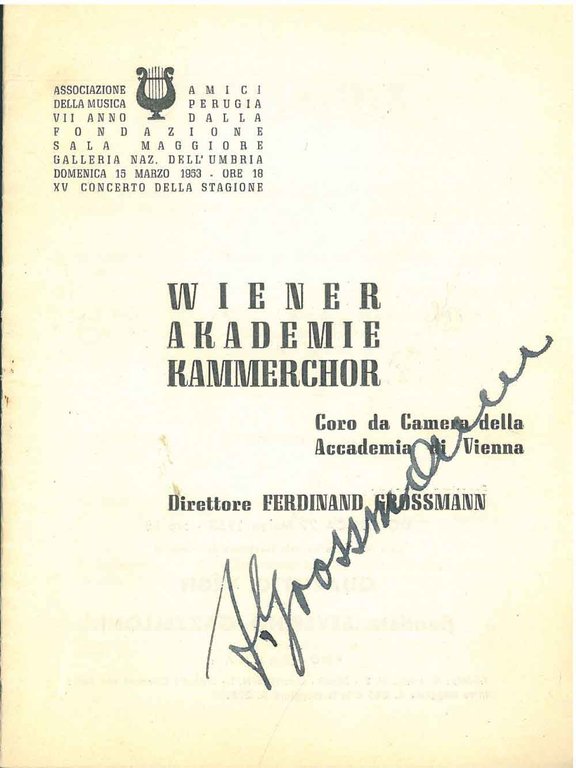 ASSOCIAZIONE AMICI
DELLA MUSICA PERUGIA
VII ANNO DALLA
FONDAZIONE
SALA MAGGIORE
GALLERIA NAZ. DELL'UMBRIA
DOMENICA 15 MARZO 1953 - ORE 18
XV CONCERTO DELLA STAGIONE
WIENER
AKADEMIE
KAMMERCHOR
Coro da Camera della
Accademia di Vienna
Direttore FERDINAND GROSSMANN
F. Grossmann